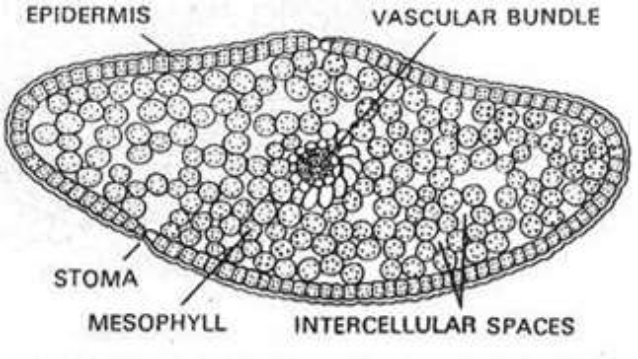 EPIDERMIS
VASCULAR BUNDLE
STOMA
MESOPHYLL
INTERCELLULAR SPACES